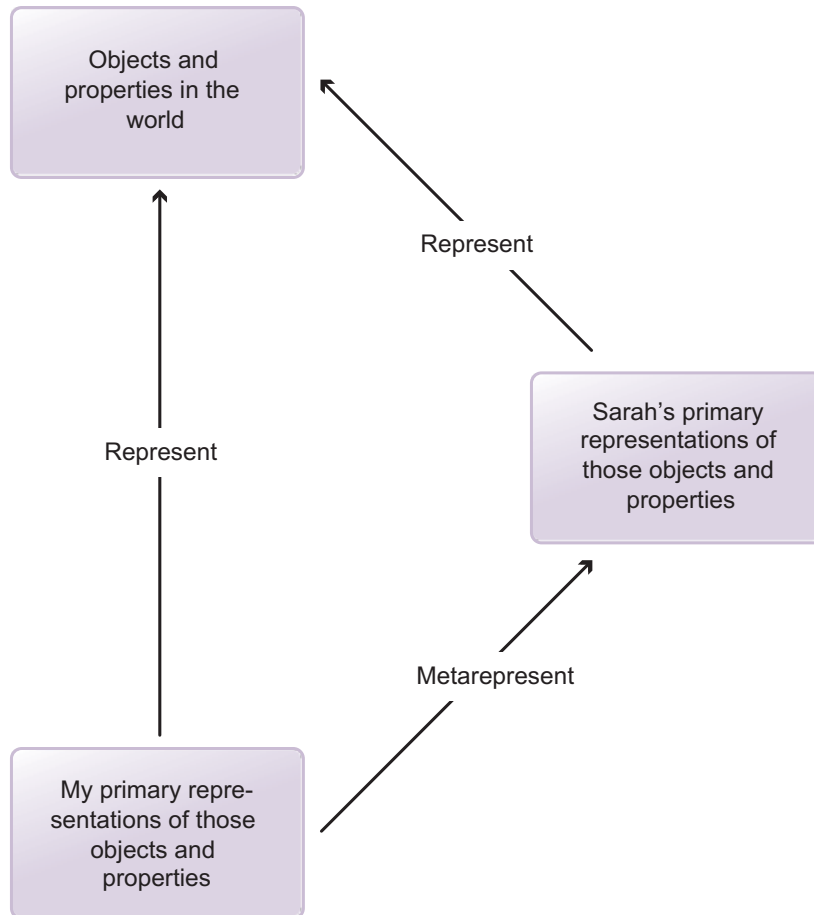 Objects and
properties in the
world
Represent
Represent
Sarah's primary
representations of
those objects and
properties
Metarepresent
My primary repre-
sentations of those
objects and
properties